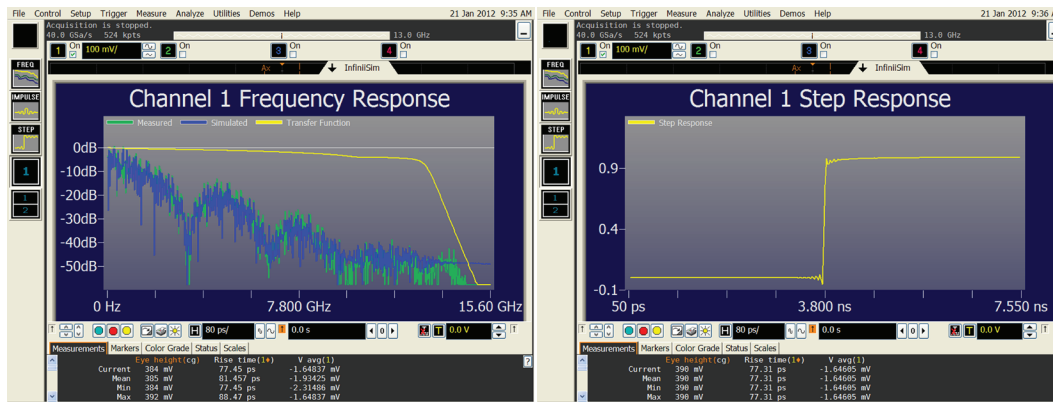 File Control Setup Trigger Measure Analyze Utilities Demos Help 21 Jan 2012 9:35 AM
Acquisition is stopped.
40.0 GSa/s 524 kpts 13.0 GHz
1 On 100 mV/ 2 On 3 On 4 On
Ax InfiniiSim
FREQ
IMPULSE
STEP
1
1
2
Channel 1 Frequency Response
Measured Simulated Transfer Function
0dB
-10dB
-20dB
-30dB
-40dB
-50dB
0 Hz 7.800 GHz 15.60 GHz
H 80 ps/ 0.0 s 0 T 0.0 V
Measurements Markers Color Grade Status Scales
Eye height(cg) Rise time(1+) V avg(1)
Current 384 mV 77.45 ps -1.64837 mV
Mean 385 mV 81.457 ps -1.93425 mV
Min 384 mV 77.45 ps -2.31486 mV
Max 392 mV 88.47 ps -1.64837 mV
File Control Setup Trigger Measure Analyze Utilities Demos Help 21 Jan 2012 9:36 A
Acquisition is stopped.
40.0 GSa/s 524 kpts 13.0 GHz
1 On 100 mV/ 2 On 3 On 4 On
Ax InfiniiSim
FREQ
IMPULSE
STEP
1
1
2
Channel 1 Step Response
Step Response
0.9
0.4
-0.1
50 ps 3.800 ns 7.550 ns
H 80 ps/ 0.0 s 0 T 0.0 V
Measurements Markers Color Grade Status Scales
Eye height(cg) Rise time(1+) V avg(1)
Current 390 mV 77.31 ps -1.64605 mV
Mean 390 mV 77.31 ps -1.64605 mV
Min 390 mV 77.31 ps -1.64605 mV
Max 390 mV 77.31 ps -1.64605 mV